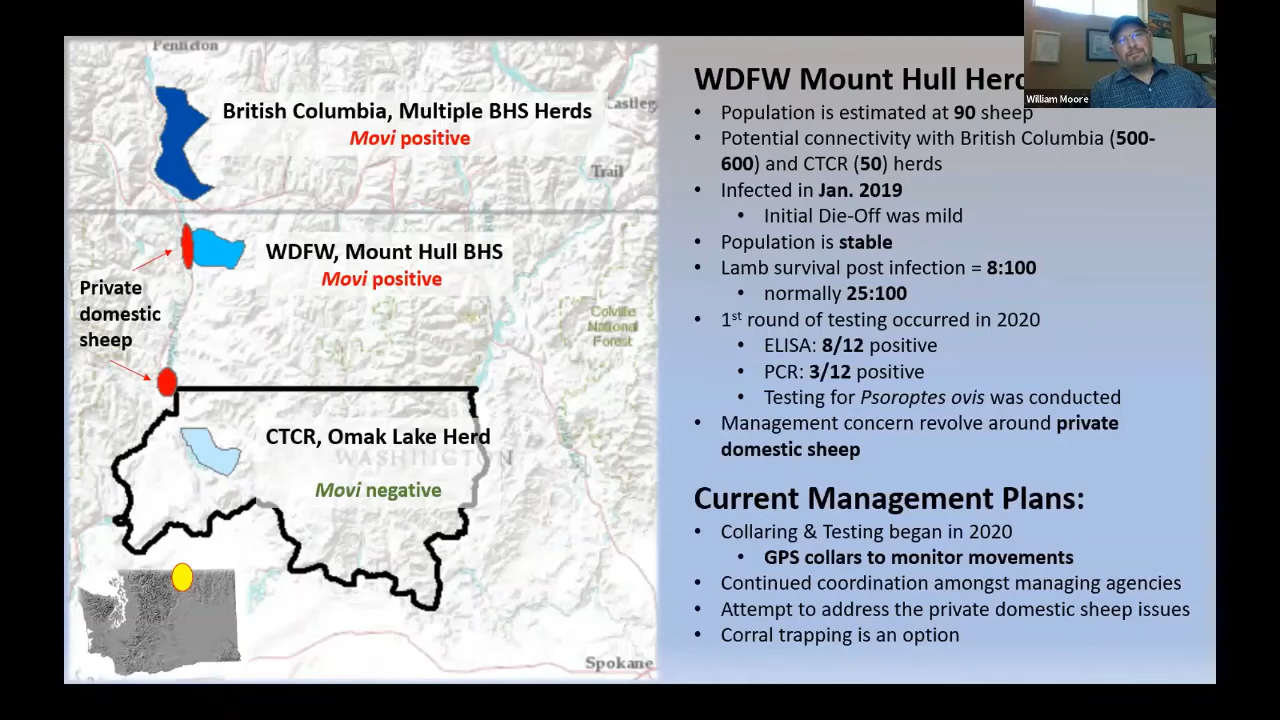 Penticton
British Columbia, Multiple BHS Herds
Movi positive
Trail
WDFW, Mount Hull BHS
Movi positive
Private
domestic
sheep
Colville
National
Forest
CTCR, Omak Lake Herd
WASHINGTON
Movi negative
Spokane
William Moore
WDFW Mount Hull Herd
• Population is estimated at 90 sheep
• Potential connectivity with British Columbia (500-
600) and CTCR (50) herds
• Infected in Jan. 2019
• Initial Die-Off was mild
• Population is stable
• Lamb survival post infection = 8:100
• normally 25:100
• 1st round of testing occurred in 2020
• ELISA: 8/12 positive
• PCR: 3/12 positive
• Testing for Psoroptes ovis was conducted
• Management concern revolve around private
domestic sheep
Current Management Plans:
• Collaring & Testing began in 2020
• GPS collars to monitor movements
• Continued coordination amongst managing agencies
• Attempt to address the private domestic sheep issues
• Corral trapping is an option